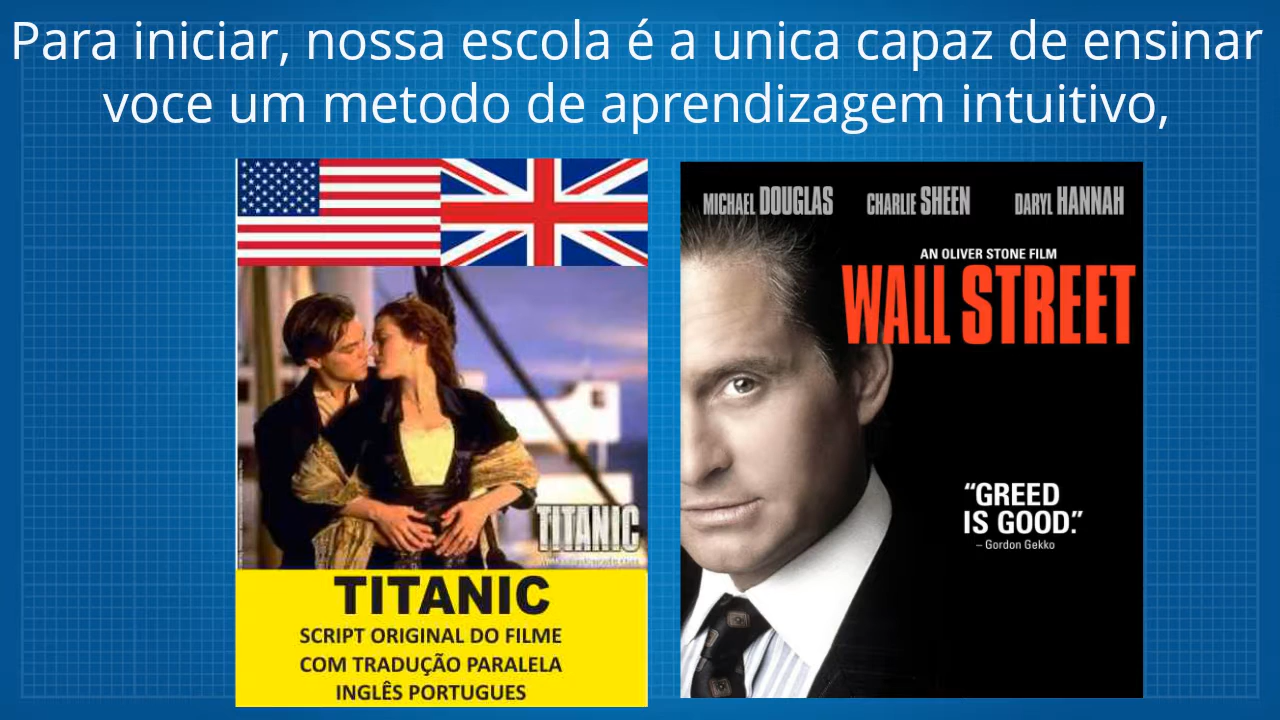 Para iniciar, nossa escola é a unica capaz de ensinar
voce um metodo de aprendizagem intuitivo,
TITANIC
TITANIC
SCRIPT ORIGINAL DO FILME
COM TRADUÇÃO PARALELA
INGLÊS PORTUGUES
MICHAEL DOUGLAS CHARLIE SHEEN DARYL HANNAH
AN OLIVER STONE FILM
WALL STREET
“GREED
IS GOOD.”
– Gordon Gekko